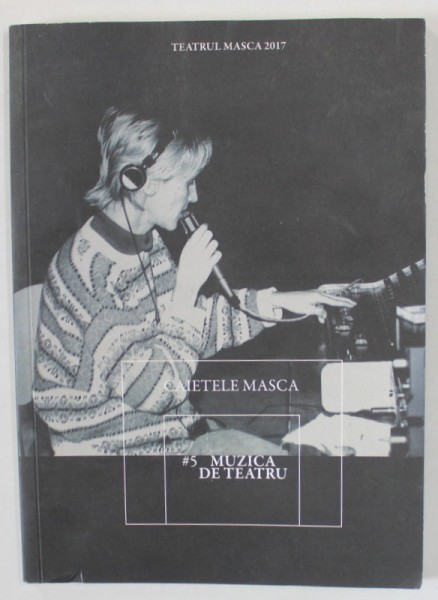 TEATRUL MASCA 2017
CAIETELE MASCA
#5 MUZICA
DE TEATRU